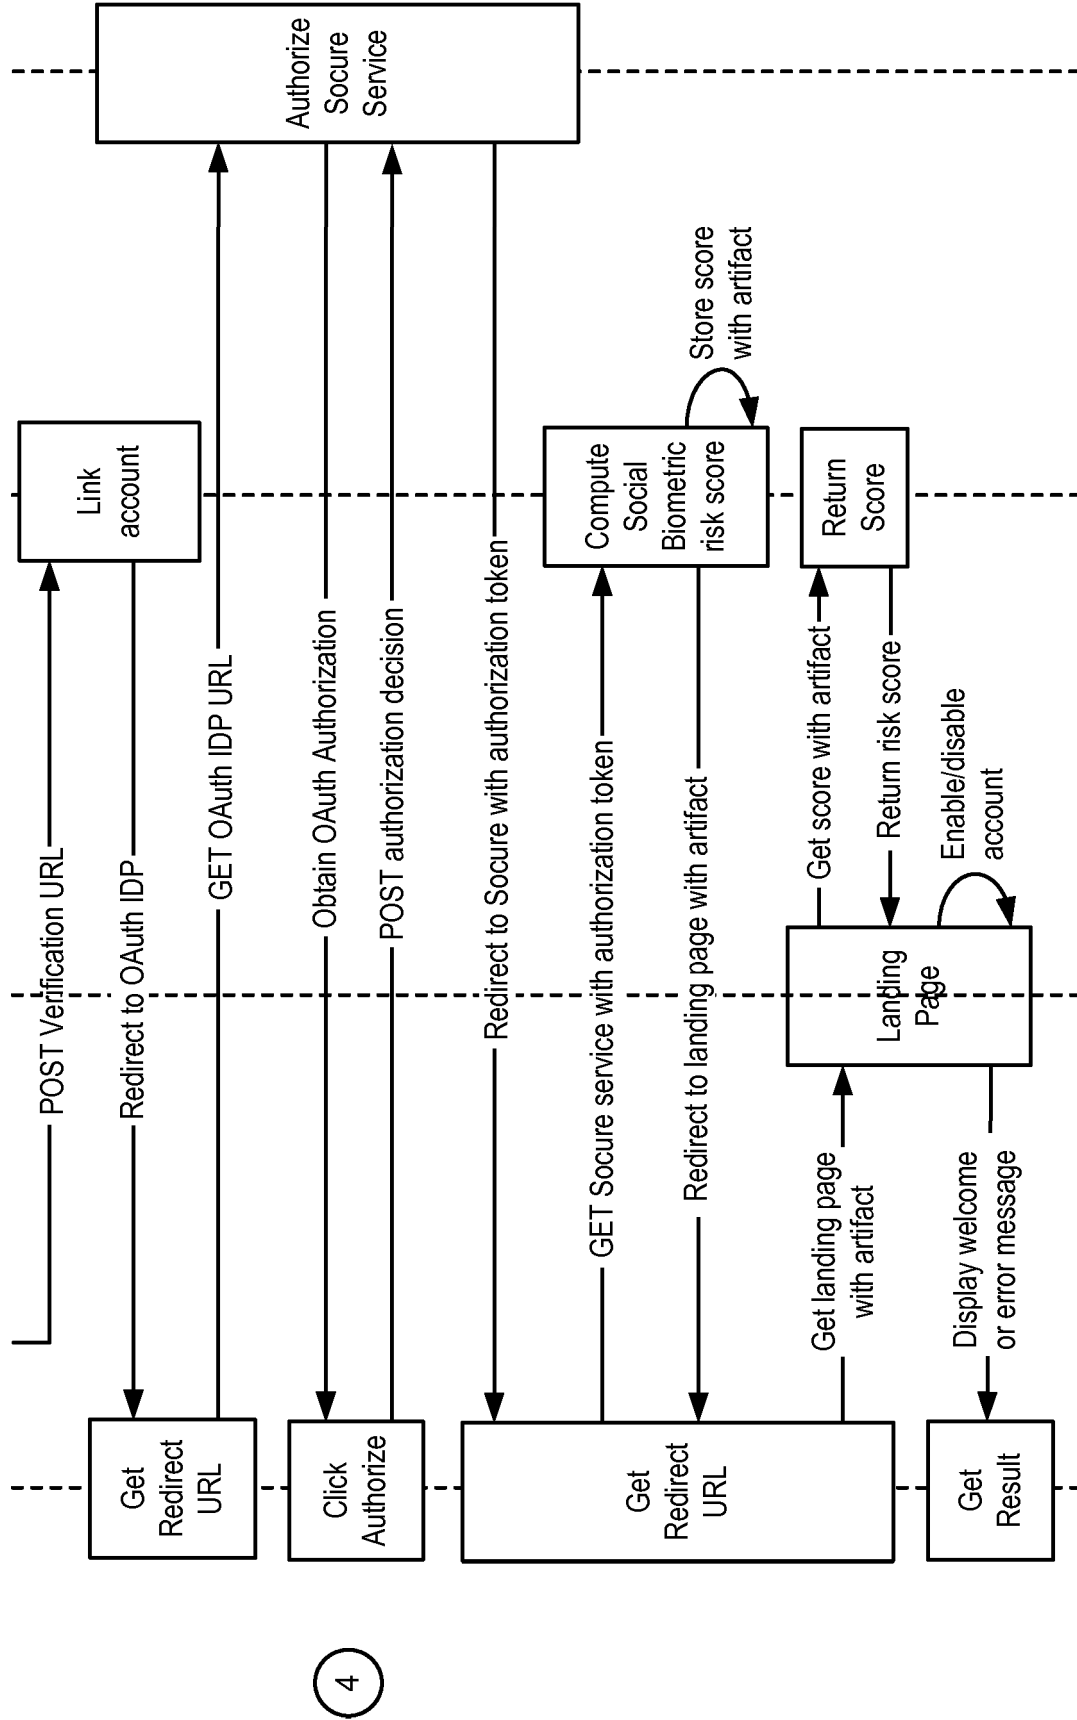 POST Verification URL
Link
account
Redirect to OAuth IDP
Get
Redirect
URL
GET OAuth IDP URL
Authorize
Socure
Service
Obtain OAuth Authorization
Click
Authorize
POST authorization decision
Redirect to Socure with authorization token
Get
Redirect
URL
GET Socure service with authorization token
Compute
Social
Biometric
risk score
Store score
with artifact
Redirect to landing page with artifact
Get landing page
with artifact
Landing
Page
Get score with artifact
Return
Score
Return risk score
Enable/disable
account
Display welcome
or error message
Get
Result
4